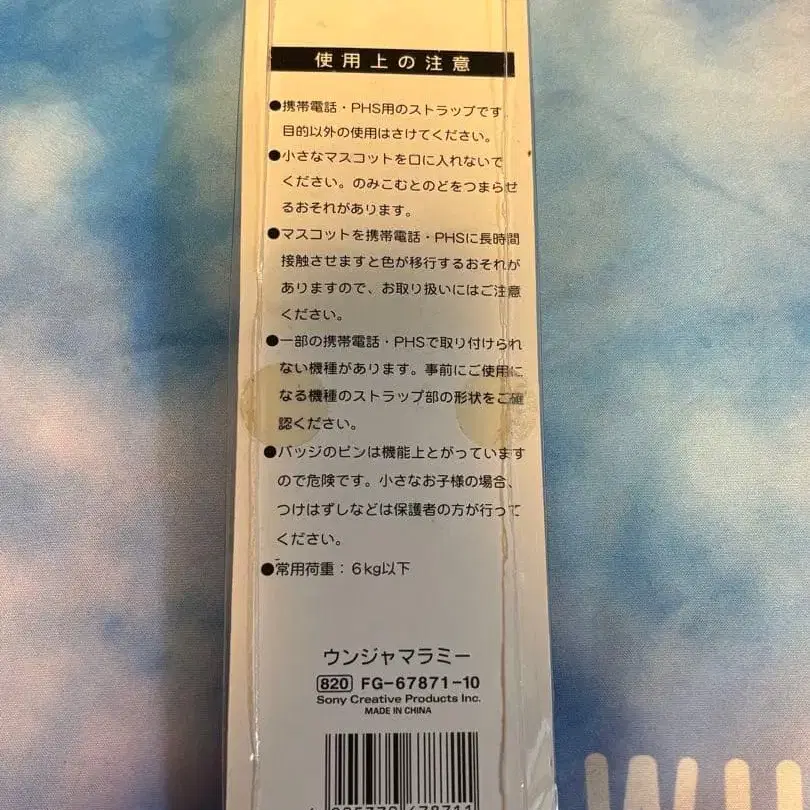 使用上の注意
●携帯電話・PHS用のストラップです。
目的以外の使用はさけてください。
●小さなマスコットを口に入れないで
ください。のみこむとのどをつまらせ
るおそれがあります。
●マスコットを携帯電話・PHSに長時間
接触させますと色が移行するおそれが
ありますので、お取り扱いにはご注意
ください。
●一部の携帯電話・PHSで取り付けられ
ない機種があります。事前にご使用に
なる機種のストラップ部の形状をご確
認ください。
●バッジのピンは機能上とがっています
ので危険です。小さなお子様の場合、
つけはずしなどは保護者の方が行って
ください。
●常用荷重：6kg以下
ウンジャマラミー
820 FG-67871-10
Sony Creative Products Inc.
MADE IN CHINA